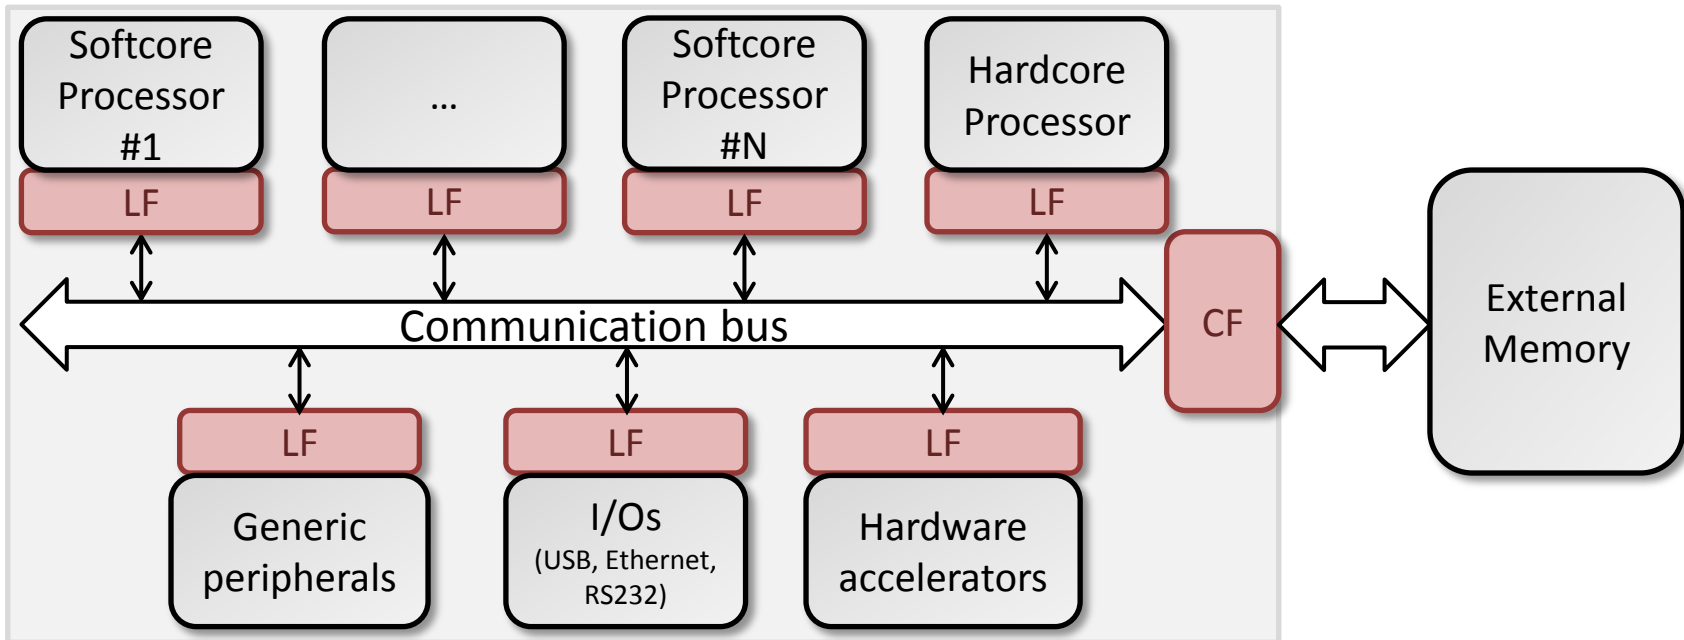 Softcore
Processor
#1
...
Softcore
Processor
#N
Hardcore
Processor
LF
LF
LF
LF
Communication bus
CF
External
Memory
LF
LF
LF
Generic
peripherals
I/Os
(USB, Ethernet,
RS232)
Hardware
accelerators